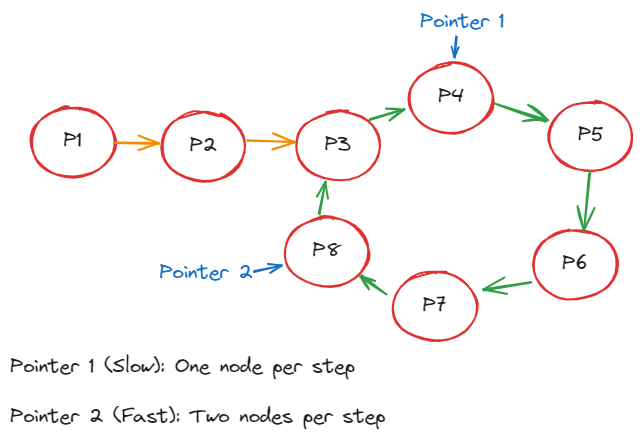 Pointer 1
P4
P1
P2
P3
P5
P8
P6
Pointer 2
P7
Pointer 1 (Slow): One node per step
Pointer 2 (Fast): Two nodes per step